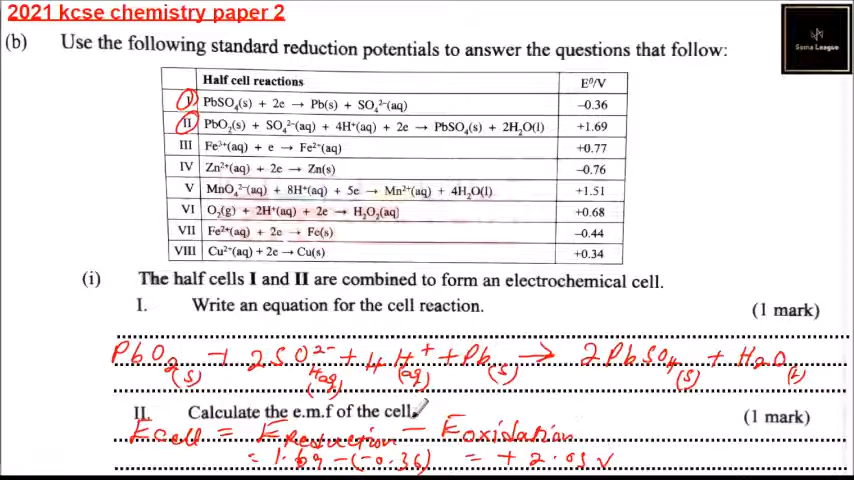 2021 kcse chemistry paper 2
Soma League
(b) Use the following standard reduction potentials to answer the questions that follow:
Half cell reactions E⁰/V
I PbSO₄(s) + 2e → Pb(s) + SO₄²⁻(aq) –0.36
II PbO₂(s) + SO₄²⁻(aq) + 4H⁺(aq) + 2e → PbSO₄(s) + 2H₂O(l) +1.69
III Fe³⁺(aq) + e → Fe²⁺(aq) +0.77
IV Zn²⁺(aq) + 2e → Zn(s) –0.76
V MnO₄²⁻(aq) + 8H⁺(aq) + 5e → Mn²⁺(aq) + 4H₂O(l) +1.51
VI O₂(g) + 2H⁺(aq) + 2e → H₂O₂(aq) +0.68
VII Fe²⁺(aq) + 2e → Fe(s) –0.44
VIII Cu²⁺(aq) + 2e → Cu(s) +0.34
(i) The half cells I and II are combined to form an electrochemical cell.
I. Write an equation for the cell reaction. (1 mark)
PbO₂(s) + 2SO₄²⁻(aq) + 4H⁺(aq) + Pb(s) → 2PbSO₄(s) + H₂O(l)
II. Calculate the e.m.f of the cell. (1 mark)
Ecell = Ereduction – Eoxidation
= 1.69 – (–0.36) = + 2.05 V